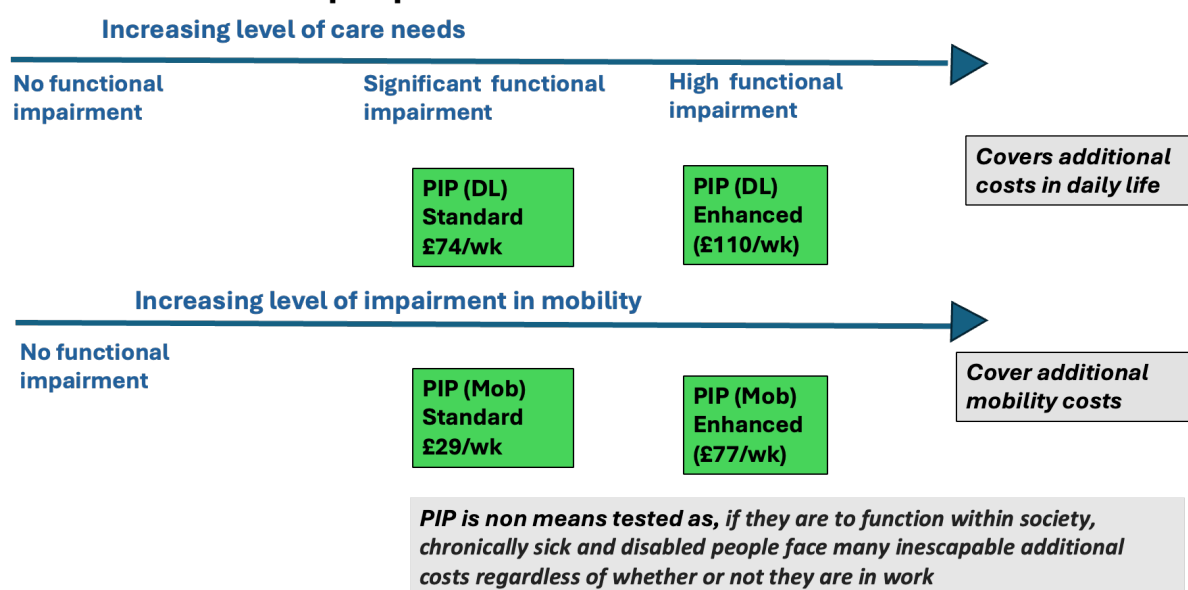 Increasing level of care needs
No functional
impairment
Significant functional
impairment
High functional
impairment
Covers additional
costs in daily life
PIP (DL)
Standard
£74/wk
PIP (DL)
Enhanced
(£110/wk)
Increasing level of impairment in mobility
No functional
impairment
Cover additional
mobility costs
PIP (Mob)
Standard
£29/wk
PIP (Mob)
Enhanced
(£77/wk)
PIP is non means tested as, if they are to function within society,
chronically sick and disabled people face many inescapable additional
costs regardless of whether or not they are in work